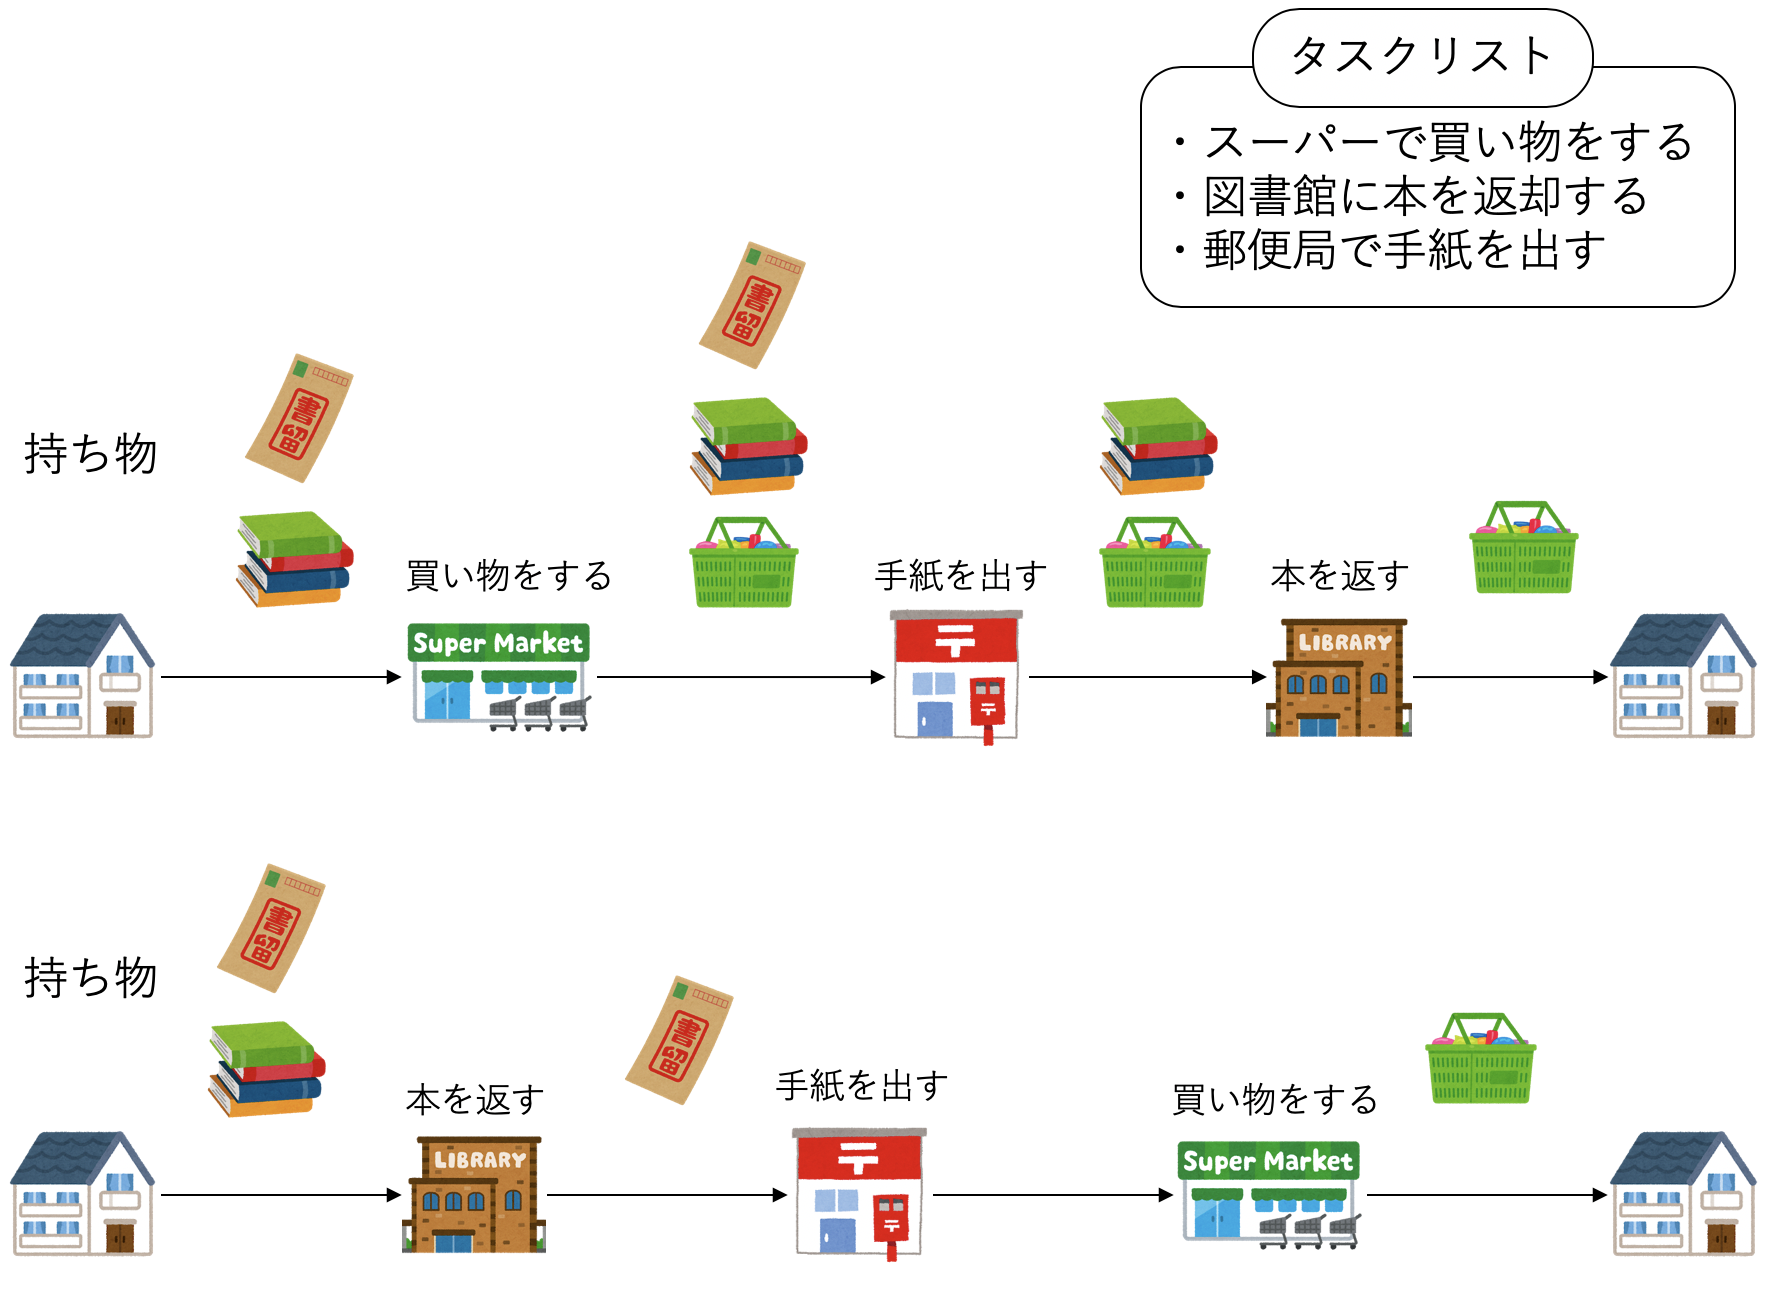 タスクリスト
・スーパーで買い物をする
・図書館に本を返却する
・郵便局で手紙を出す
書留
書留
持ち物
買い物をする
手紙を出す
本を返す
Super Market
〒
LIBRARY
〒
書留
持ち物
書留
本を返す
手紙を出す
買い物をする
LIBRARY
〒
Super Market
〒